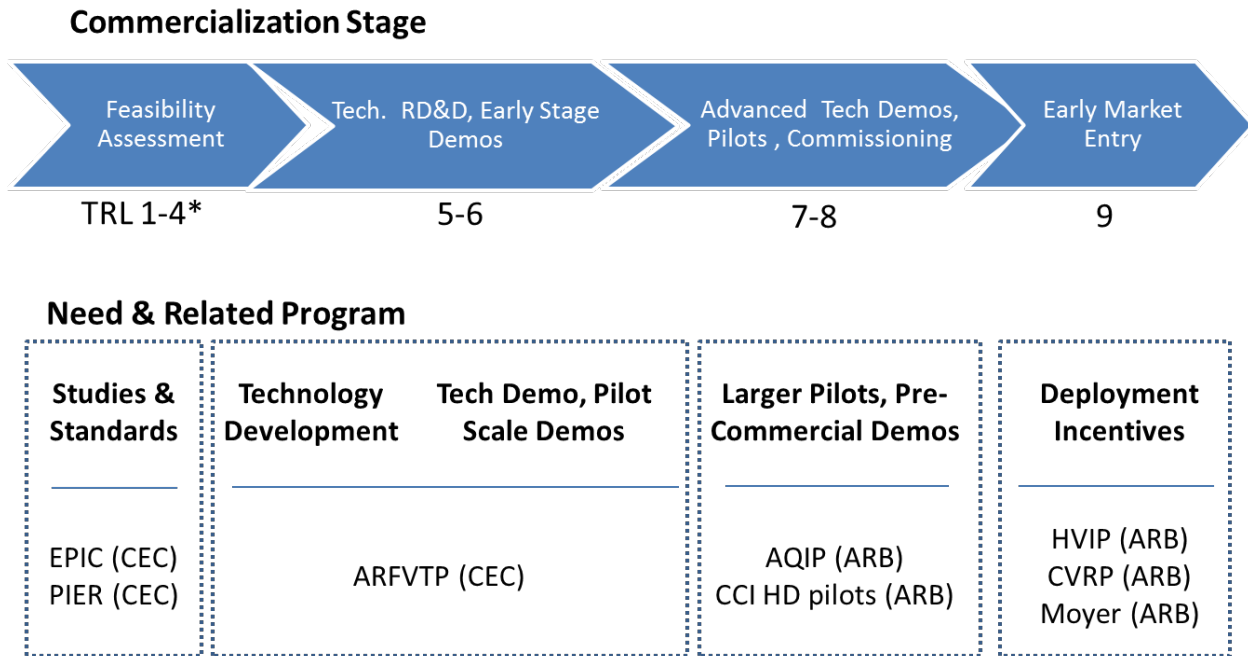 Commercialization Stage
Feasibility
Assessment
Tech. RD&D, Early Stage
Demos
Advanced Tech Demos,
Pilots , Commissioning
Early Market
Entry
TRL 1-4*
5-6
7-8
9
Need & Related Program
Studies &
Standards
Technology
Development
Tech Demo, Pilot
Scale Demos
Larger Pilots, Pre-
Commercial Demos
Deployment
Incentives
EPIC (CEC)
PIER (CEC)
ARFVTP (CEC)
AQIP (ARB)
CCI HD pilots (ARB)
HVIP (ARB)
CVRP (ARB)
Moyer (ARB)